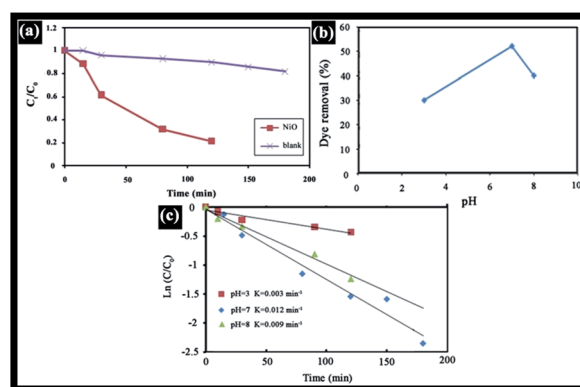 (a)
1.2
1
0.8
0.6
0.4
0.2
0
Ct/C0
NiO
blank
0 50 100 150 200
Time (min)
(b)
60
50
40
30
20
10
0
Dye removal (%)
0 2 4 6 8 10
pH
(c)
0
-0.5
-1
-1.5
-2
-2.5
Ln (C/C0)
pH=3 K=0.003 min-1
pH=7 K=0.012 min-1
pH=8 K=0.009 min-1
0 50 100 150 200
Time (min)